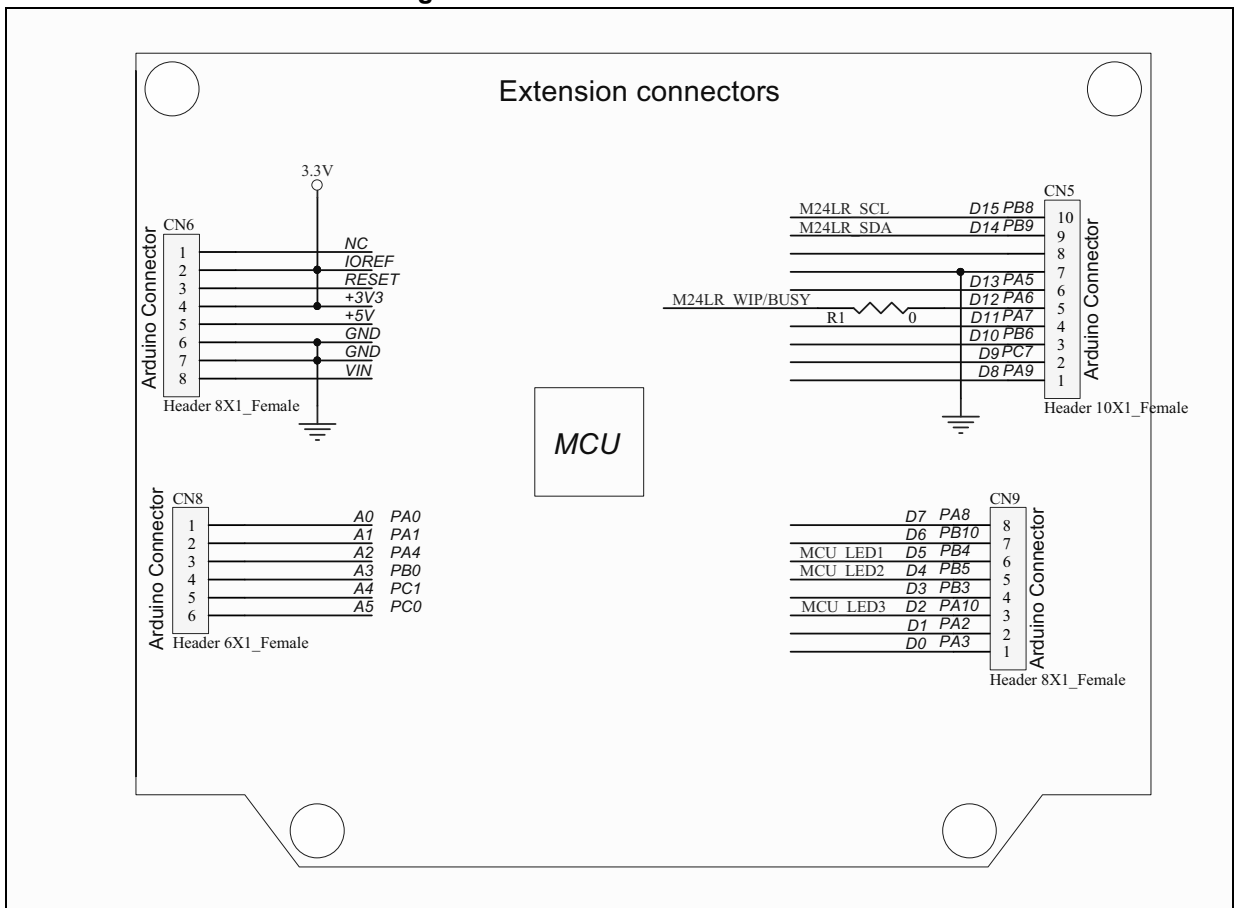 Extension connectors
3.3V
CN6
Arduino Connector
1 NC
2 IOREF
3 RESET
4 +3V3
5 +5V
6 GND
7 GND
8 VIN
Header 8X1_Female
CN5
M24LR_SCL D15 PB8 10
M24LR_SDA D14 PB9 9
8
7
D13 PA5 6
M24LR_WIP/BUSY R1 0 D12 PA6 5
D11 PA7 4
D10 PB6 3
D9 PC7 2
D8 PA9 1
Arduino Connector
Header 10X1_Female
MCU
CN8
Arduino Connector
1 A0 PA0
2 A1 PA1
3 A2 PA4
4 A3 PB0
5 A4 PC1
6 A5 PC0
Header 6X1_Female
CN9
D7 PA8 8
D6 PB10 7
MCU_LED1 D5 PB4 6
MCU_LED2 D4 PB5 5
D3 PB3 4
MCU_LED3 D2 PA10 3
D1 PA2 2
D0 PA3 1
Arduino Connector
Header 8X1_Female